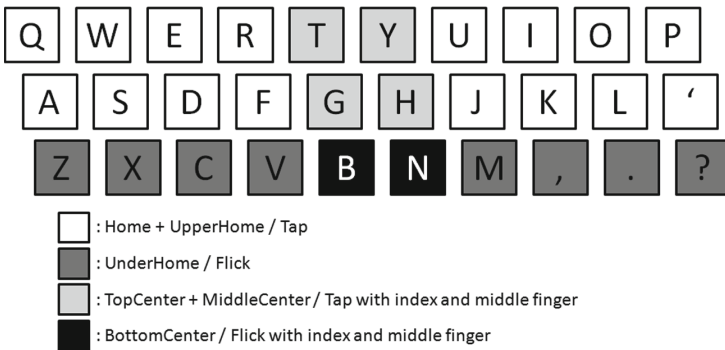 Q W E R T Y U I O P
A S D F G H J K L ‘
Z X C V B N M , . ?
: Home + UpperHome / Tap
: UnderHome / Flick
: TopCenter + MiddleCenter / Tap with index and middle finger
: BottomCenter / Flick with index and middle finger